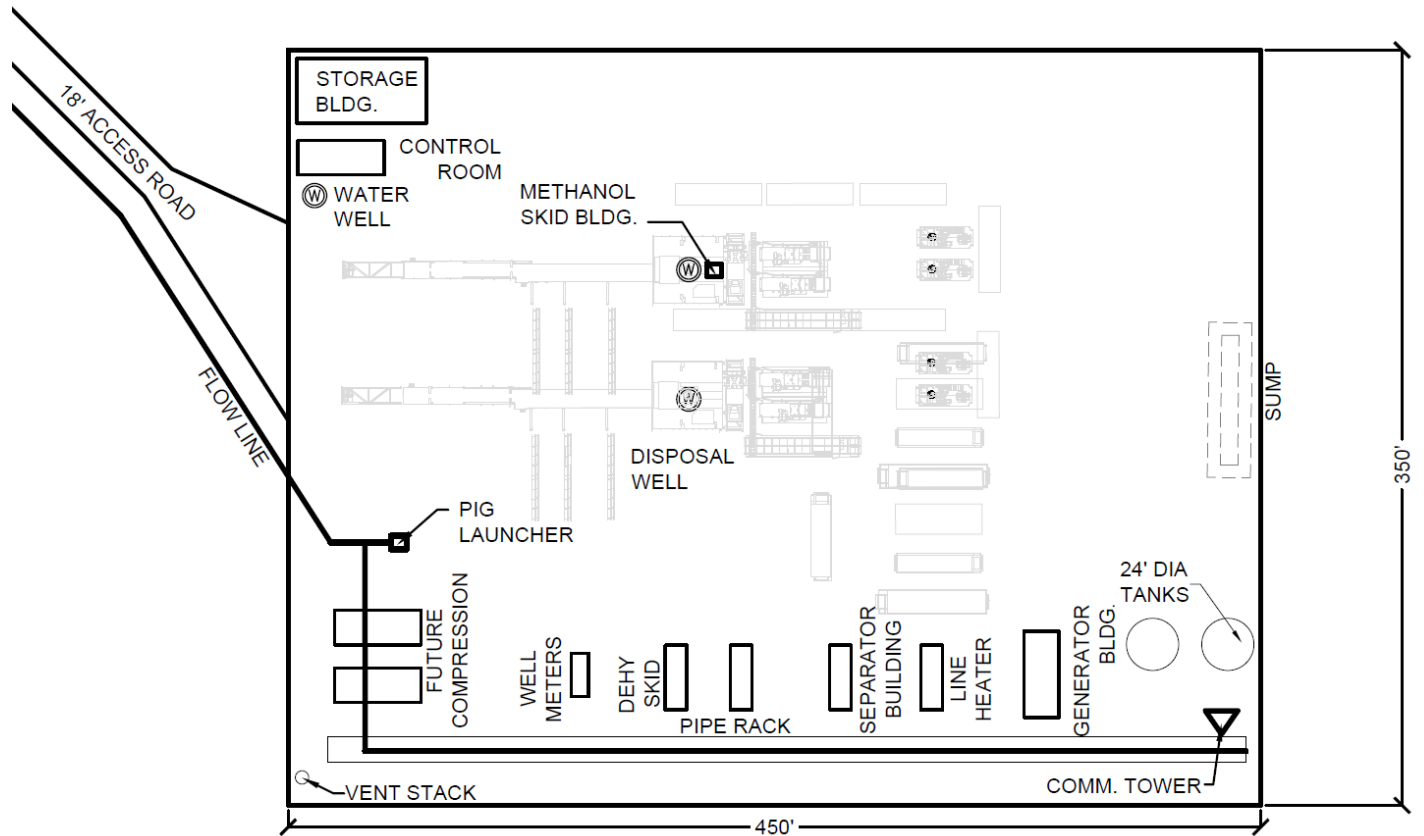 STORAGE
BLDG.
18' ACCESS ROAD
CONTROL
ROOM
W
WATER
WELL
METHANOL
SKID BLDG.
W
W
FLOW LINE
SUMP
350'
DISPOSAL
WELL
PIG
LAUNCHER
24' DIA
TANKS
FUTURE
COMPRESSION
WELL
METERS
DEHY
SKID
PIPE RACK
SEPARATOR
BUILDING
LINE
HEATER
GENERATOR
BLDG.
COMM. TOWER
VENT STACK
450'